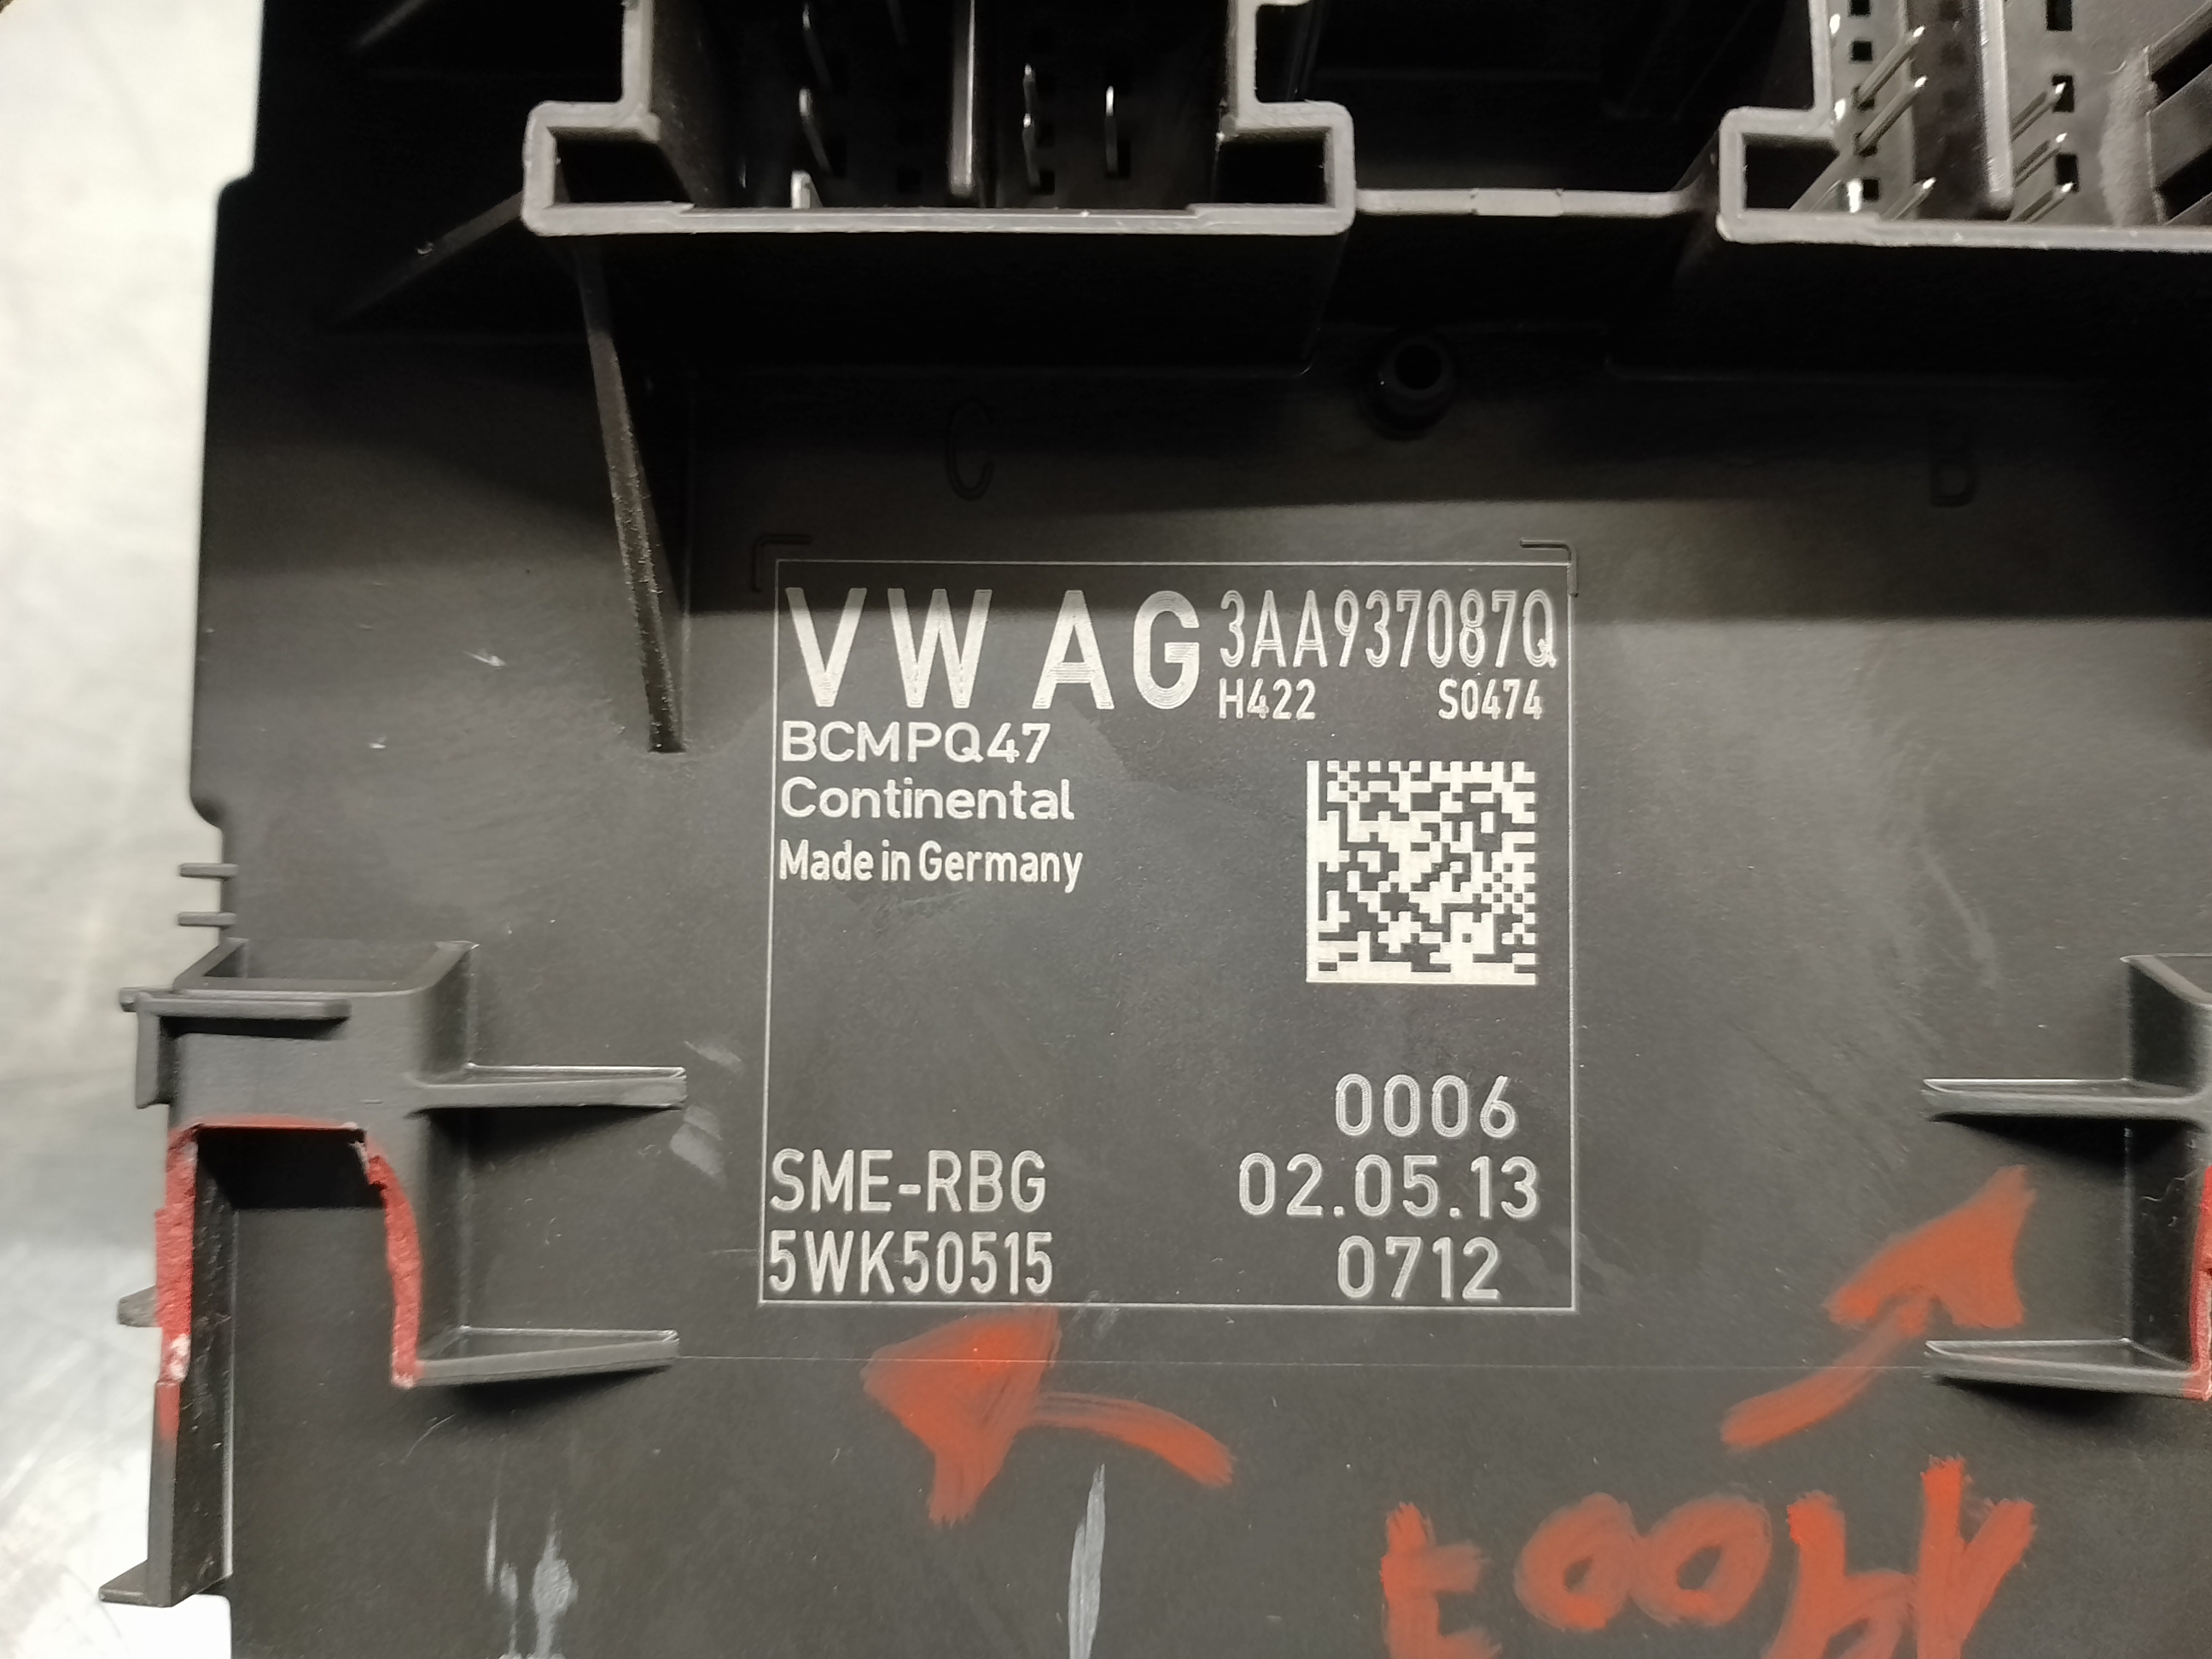 C
B
VW AG 3AA937087Q
H422 S0474
BCMPQ47
Continental
Made in Germany
0006
SME-RBG 02.05.13
5WK50515 0712